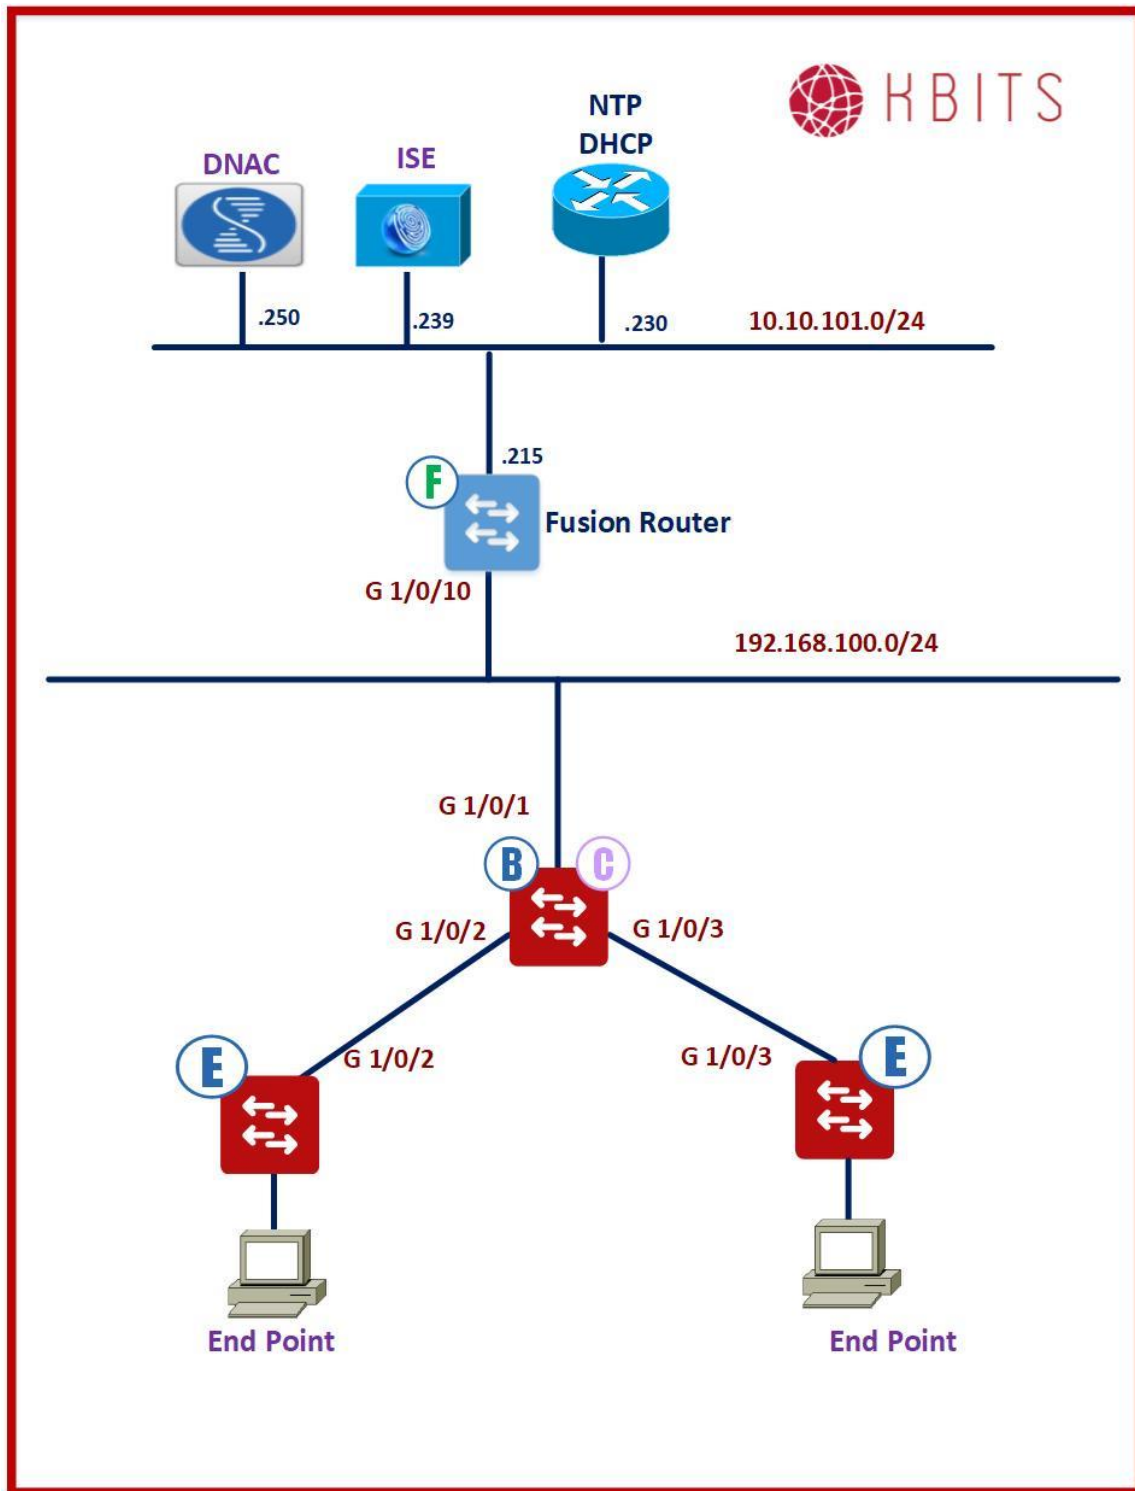 KBITS
NTP
DHCP
DNAC
ISE
.250
.239
.230
10.10.101.0/24
.215
F
Fusion Router
G 1/0/10
192.168.100.0/24
G 1/0/1
B
C
G 1/0/2
G 1/0/3
E
G 1/0/2
G 1/0/3
E
End Point
End Point